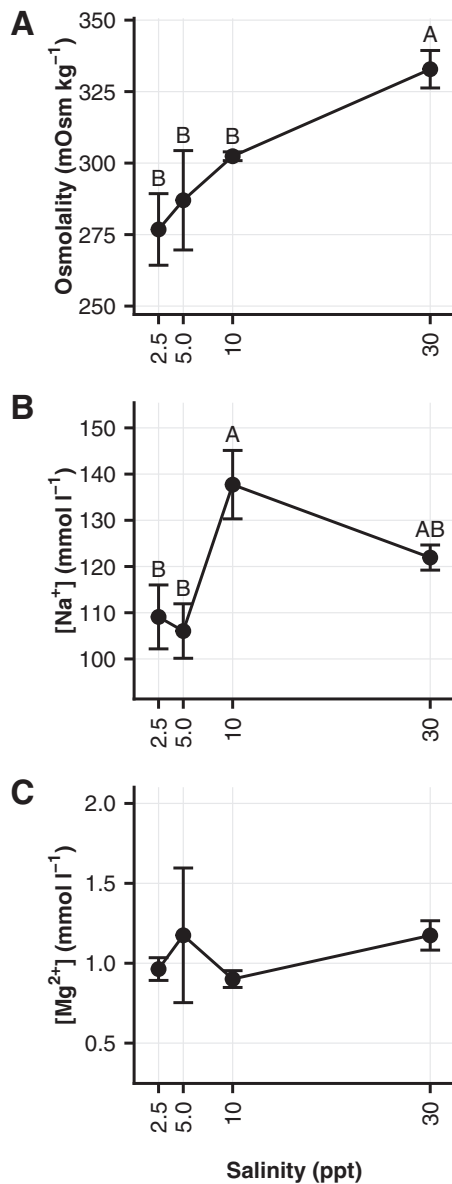 A
Osmolality (mOsm kg⁻¹)
350
325
300
275
250
B
B
B
A
2.5
5.0
10
30
B
[Na⁺] (mmol l⁻¹)
150
140
130
120
110
100
B
B
A
AB
2.5
5.0
10
30
C
[Mg²⁺] (mmol l⁻¹)
2.0
1.5
1.0
0.5
2.5
5.0
10
30
Salinity (ppt)